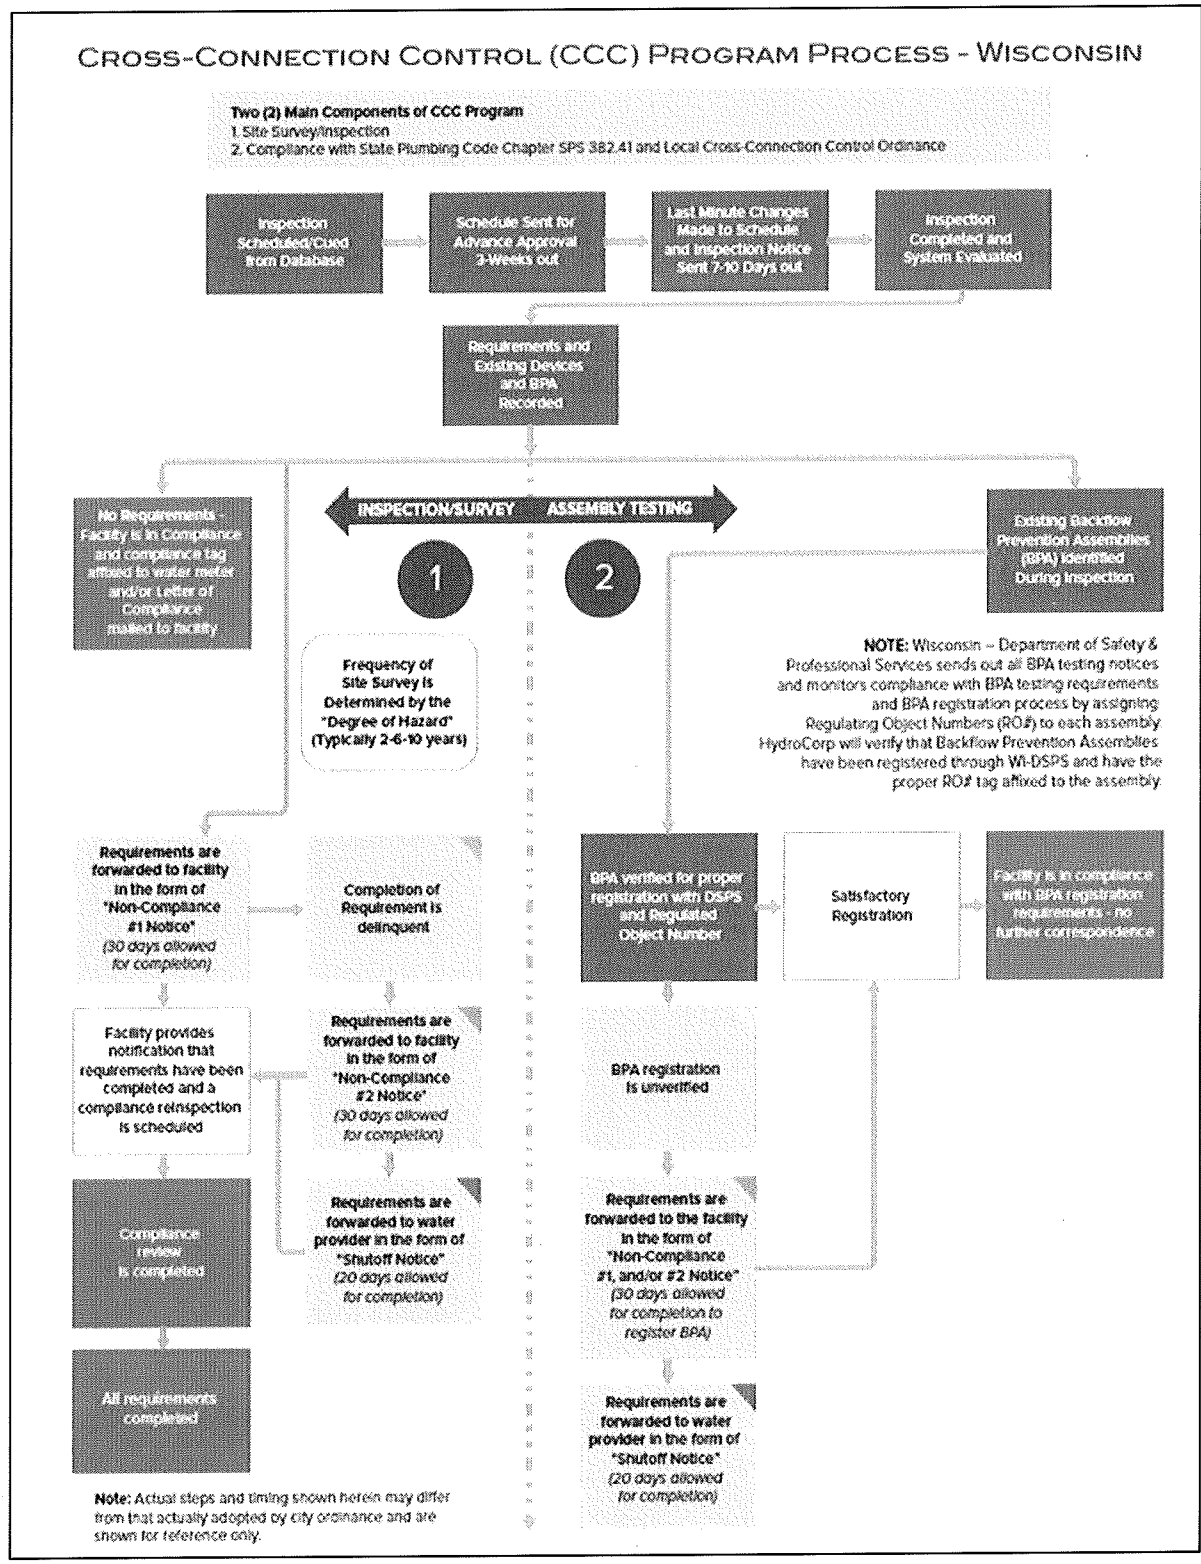 CROSS-CONNECTION CONTROL (CCC) PROGRAM PROCESS - WISCONSIN
Two (2) Main Components of CCC Program
1. Site Survey/Inspection
2. Compliance with State Plumbing Code Chapter SPS 382.41 and Local Cross-Connection Control Ordinance
Inspection
Scheduled/Cued
from Database
Schedule Sent for
Advance Approval
3-Weeks out
Last Minute Changes
Made to Schedule
and Inspection Notice
Sent 7-10 Days out
Inspection
Completed and
System Evaluated
Requirements and
Existing Devices
and BPA
Recorded
INSPECTION/SURVEY
ASSEMBLY TESTING
1
2
No Requirements -
Facility is in Compliance
and compliance tag
affixed to water meter
and/or Letter of
Compliance
mailed to facility
Frequency of
Site Survey is
Determined by the
"Degree of Hazard"
(Typically 2-6-10 years)
Existing Backflow
Prevention Assemblies
(BPA) Identified
During Inspection
NOTE: Wisconsin – Department of Safety &
Professional Services sends out all BPA testing notices
and monitors compliance with BPA testing requirements
and BPA registration process by assigning
Regulating Object Numbers (RO#) to each assembly
HydroCorp will verify that Backflow Prevention Assemblies
have been registered through WI-DSPS and have the
proper RO# tag affixed to the assembly.
Requirements are
forwarded to facility
in the form of
"Non-Compliance
#1 Notice"
(30 days allowed
for completion)
Completion of
Requirement is
delinquent
Facility provides
notification that
requirements have been
completed and a
compliance reinspection
is scheduled
Requirements are
forwarded to facility
in the form of
"Non-Compliance
#2 Notice"
(30 days allowed
for completion)
Compliance
review
is completed
Requirements are
forwarded to water
provider in the form of
"Shutoff Notice"
(20 days allowed
for completion)
All requirements
completed
Note: Actual steps and timing shown herein may differ
from that actually adopted by city ordinance and are
shown for reference only.
BPA verified for proper
registration with DSPS
and Regulated
Object Number
Satisfactory
Registration
Facility is in compliance
with BPA registration
requirements - no
further correspondence
BPA registration
is unverified
Requirements are
forwarded to the facility
in the form of
"Non-Compliance
#1, and/or #2 Notice"
(30 days allowed
for completion to
register BPA)
Requirements are
forwarded to water
provider in the form of
"Shutoff Notice"
(20 days allowed
for completion)